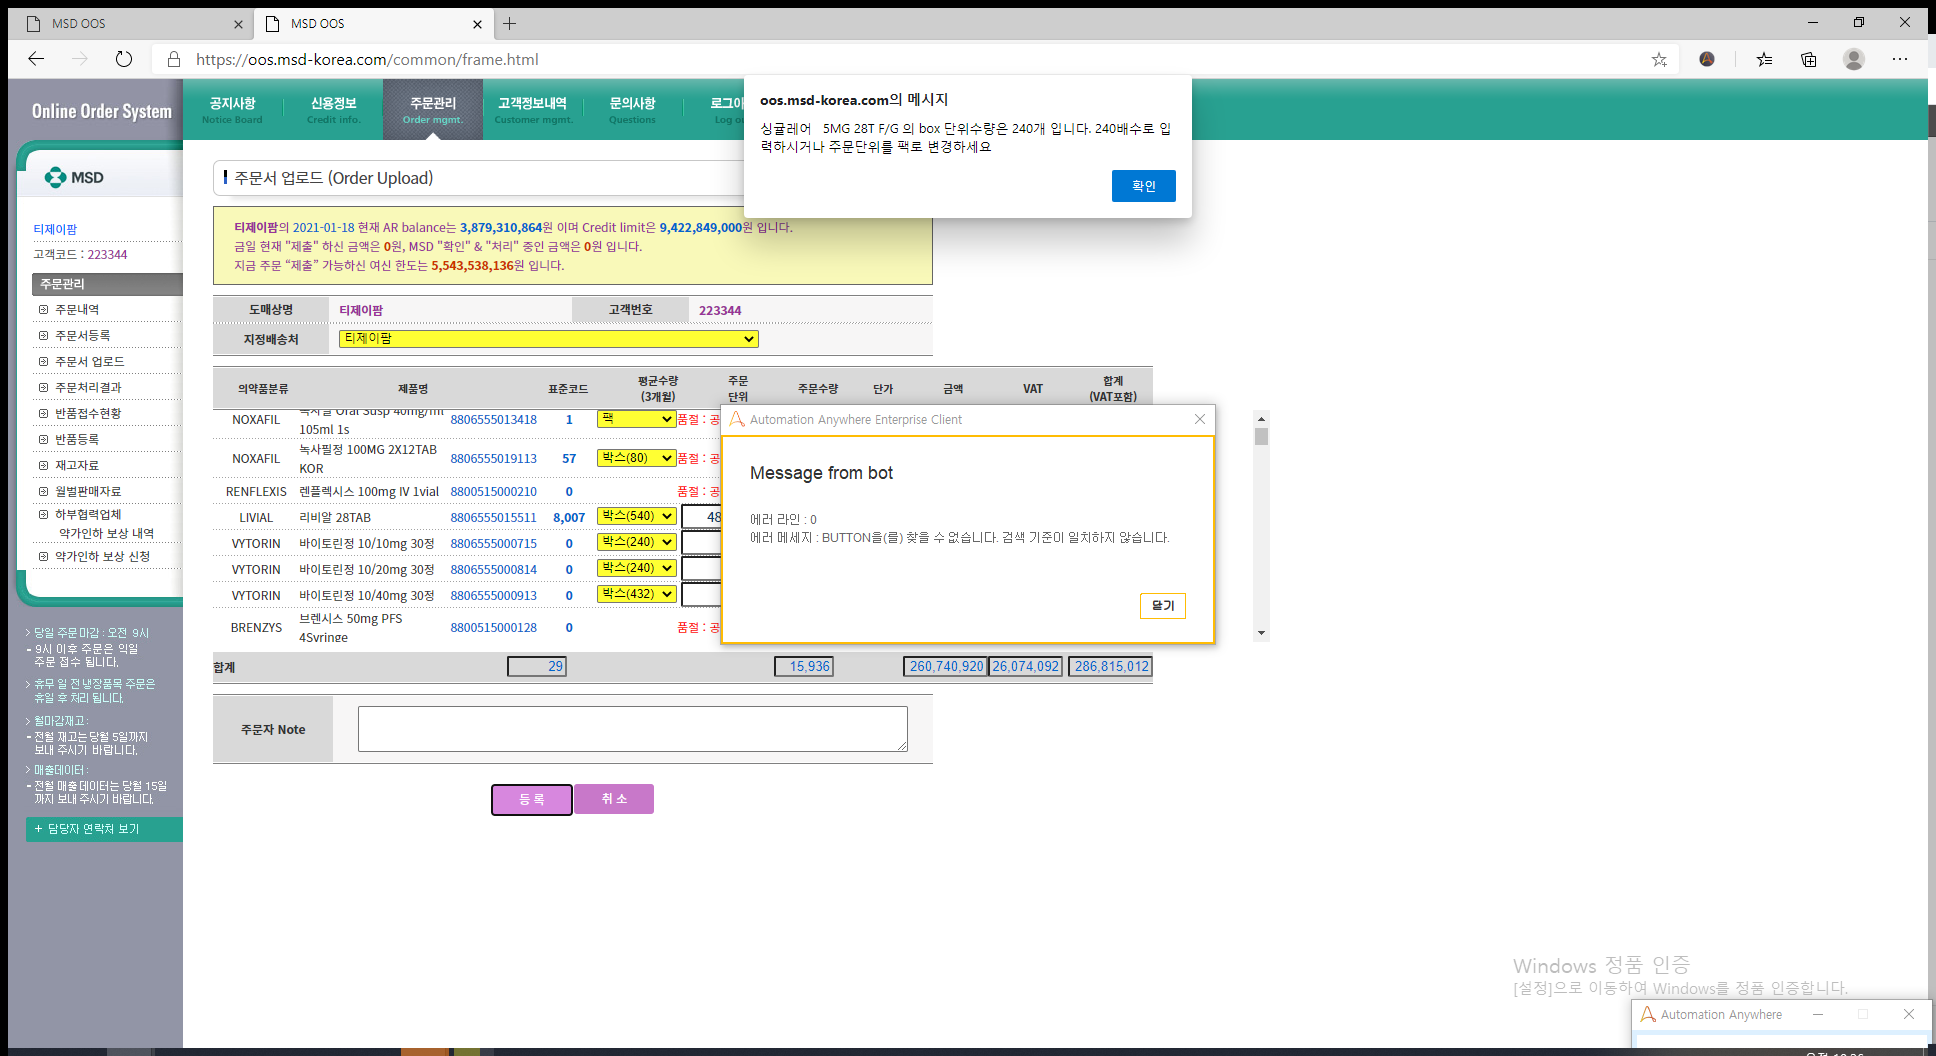 MSD OOS
MSD OOS
https://oos.msd-korea.com/common/frame.html
Online Order System
공지사항
Notice Board
신용정보
Credit info.
주문관리
Order mgmt.
고객정보내역
Customer mgmt.
문의사항
Questions
로그아
Log
oos.msd-korea.com의 메시지
싱귤레어 5MG 28T F/G 의 box 단위수량은 240개 입니다. 240배수로 입
력하시거나 주문단위를 팩로 변경하세요
확인
MSD
티제이팜
고객코드 : 223344
주문관리
주문내역
주문서등록
주문서 업로드
주문처리결과
반품접수현황
반품등록
재고자료
월별판매자료
하부협력업체
약가인하 보상 내역
약가인하 보상 신청
> 당일 주문마감 : 오전 9시
- 9시 이후 주문은 익일
주문 접수 됩니다.
> 휴무 일 전 냉장품목 주문은
휴일 후 처리 됩니다.
> 월마감재고 :
- 전월 재고는 당월 5일까지
보내 주시기 바랍니다.
> 매출데이터 :
- 전월 매출데이터는 당월 15일
까지 보내 주시기 바랍니다.
+ 담당자 연락처 보기
주문서 업로드 (Order Upload)
티제이팜의 2021-01-18 현재 AR balance는 3,879,310,864원 이며 Credit limit은 9,422,849,000원 입니다.
금일 현재 "제출" 하신 금액은 0원, MSD "확인" & "처리" 중인 금액은 0원 입니다.
지금 주문 “제출” 가능하신 여신 한도는 5,543,538,136원 입니다.
도매상명 티제이팜 고객번호 223344
지정배송처 티제이팜
의약품분류 제품명 표준코드 평균수량 (3개월) 주문 단위 주문수량 단가 금액 VAT 합계 (VAT포함)
NOXAFIL 녹사필 Oral Susp 40mg/ml 105ml 1s 8806555013418 1 팩 품절 : 공
NOXAFIL 녹사필정 100MG 2X12TAB KOR 8806555019113 57 박스(80) 품절 : 공
RENFLEXIS 렌플렉시스 100mg IV 1vial 8800515000210 0 품절 : 공
LIVIAL 리비알 28TAB 8806555015511 8,007 박스(540) 48
VYTORIN 바이토린정 10/10mg 30정 8806555000715 0 박스(240)
VYTORIN 바이토린정 10/20mg 30정 8806555000814 0 박스(240)
VYTORIN 바이토린정 10/40mg 30정 8806555000913 0 박스(432)
BRENZYS 브렌시스 50mg PFS 4Syringe 8800515000128 0 품절 : 공
합계 29 15,936 260,740,920 26,074,092 286,815,012
Automation Anywhere Enterprise Client
Message from bot
에러 라인 : 0
에러 메세지 : BUTTON을(를) 찾을 수 없습니다. 검색 기준이 일치하지 않습니다.
닫기
주문자 Note
등 록
취 소
Windows 정품 인증
[설정]으로 이동하여 Windows를 정품 인증합니다.
Automation Anywhere